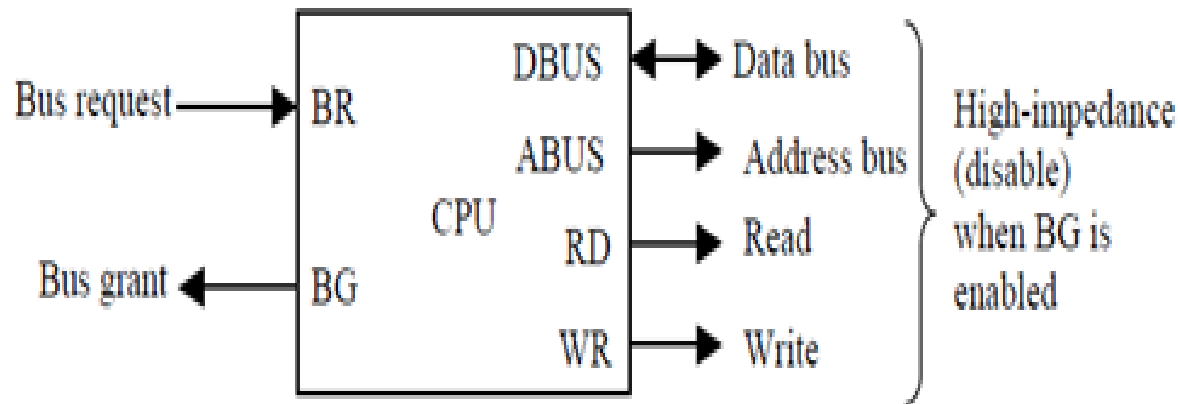 Bus request
BR
Bus grant
BG
CPU
DBUS
Data bus
ABUS
Address bus
RD
Read
WR
Write
High-impedance
(disable)
when BG is
enabled